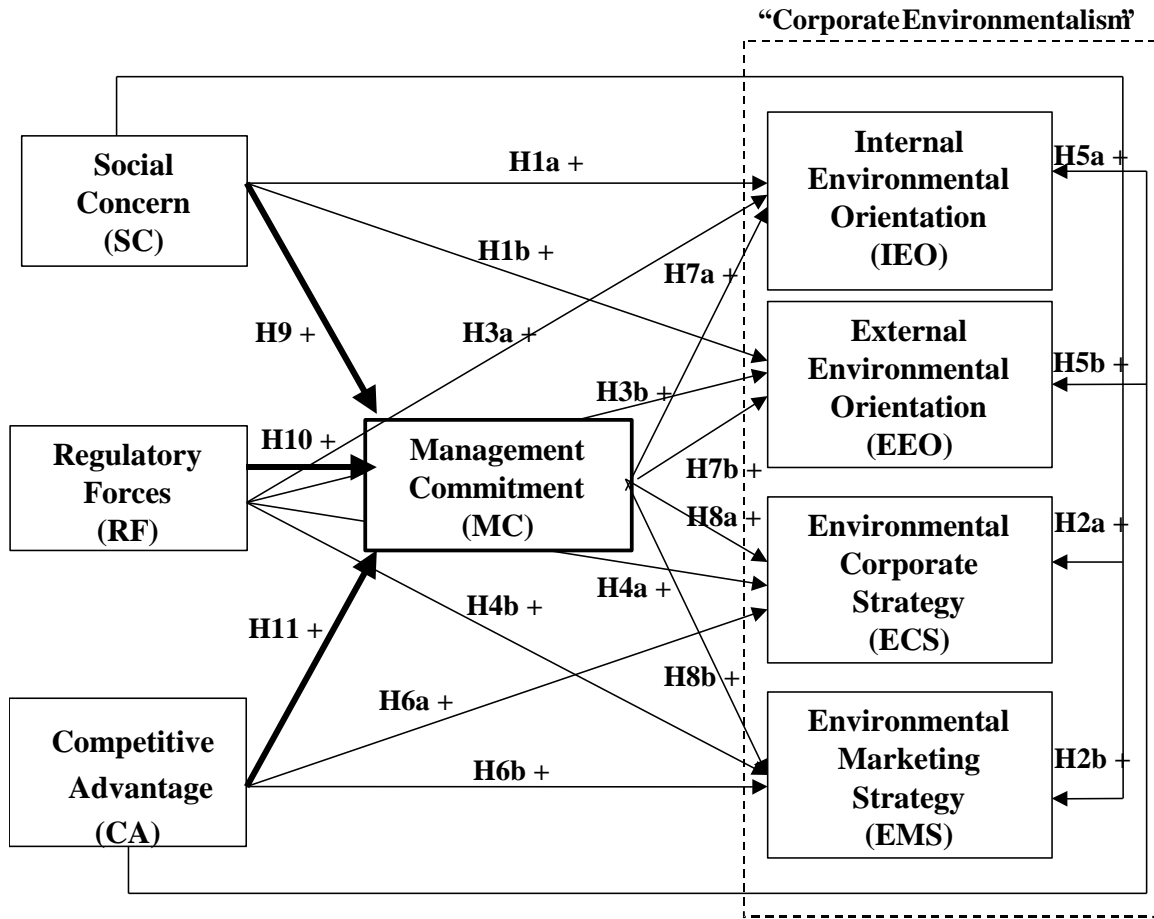 “Corporate Environmentalism”
Social
Concern
(SC)
H1a +
Internal
Environmental
Orientation
(IEO)
H5a +
H1b +
H7a +
H9 +
H3a +
External
Environmental
Orientation
(EEO)
H5b +
H3b +
Regulatory
Forces
(RF)
H10 +
Management
Commitment
(MC)
H7b +
H8a +
Environmental
Corporate
Strategy
(ECS)
H2a +
H4a +
H4b +
H11 +
H8b +
H6a +
Competitive
Advantage
(CA)
H6b +
Environmental
Marketing
Strategy
(EMS)
H2b +